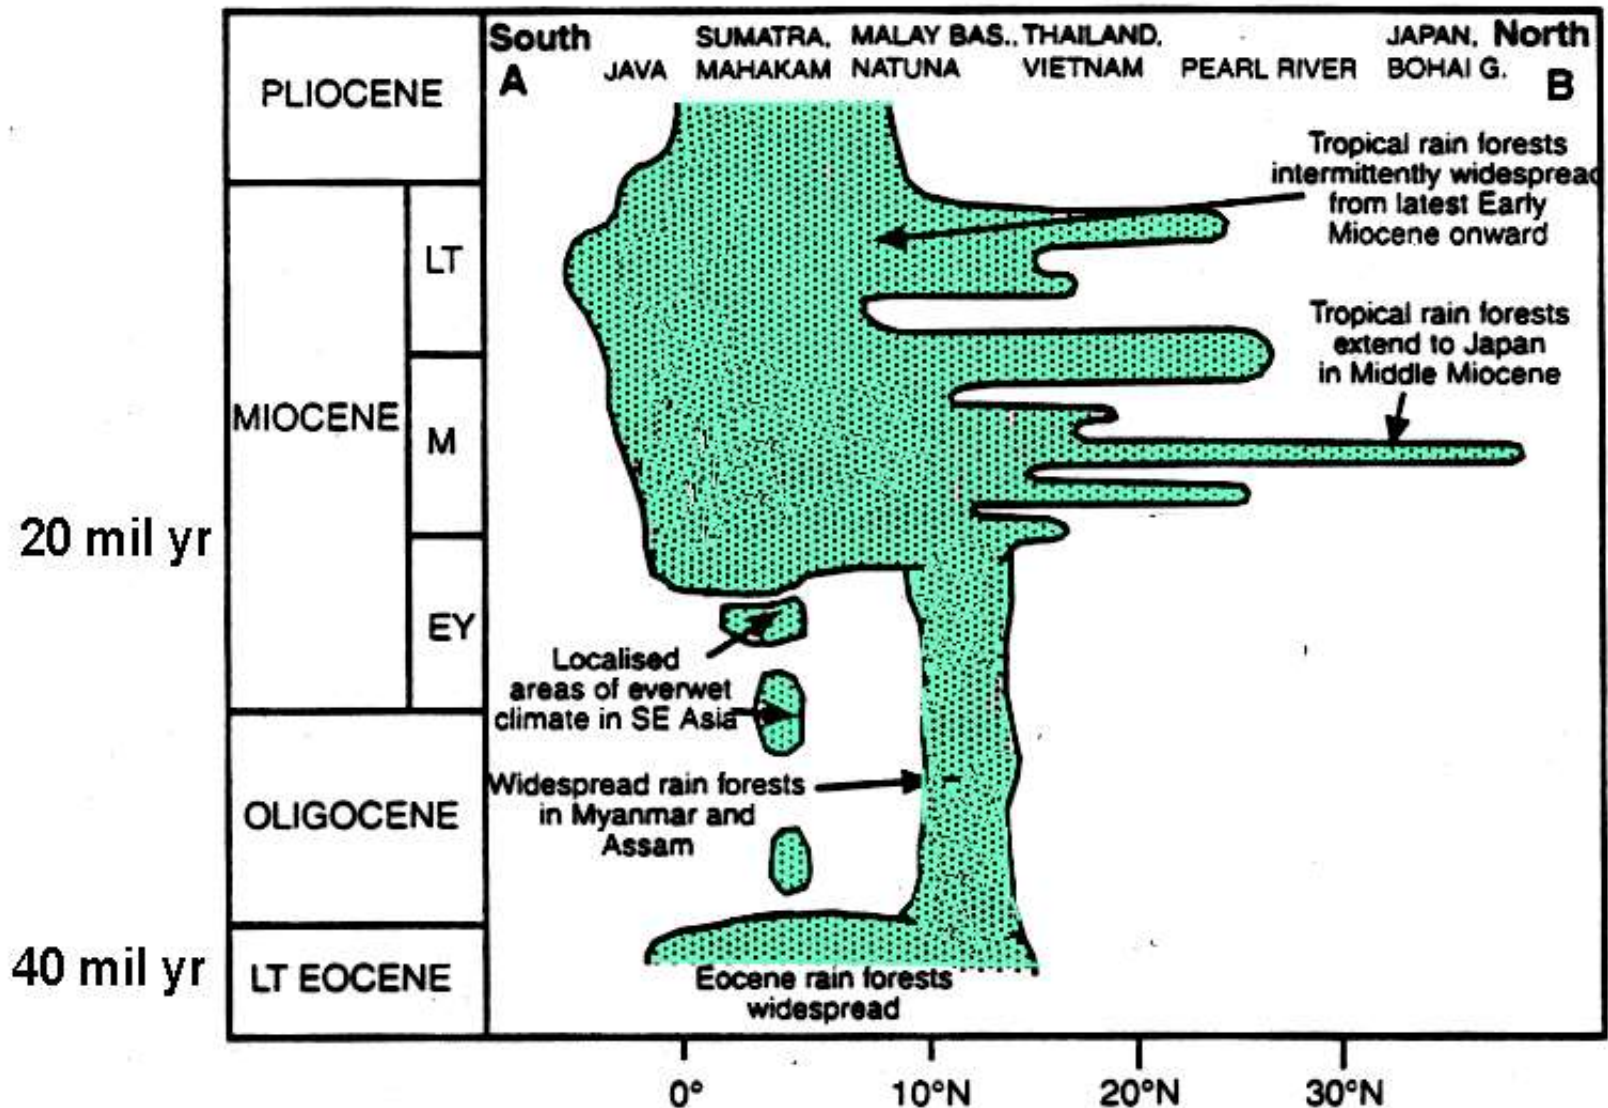 South
A
JAVA
SUMATRA.
MAHAKAM
MALAY BAS..
NATUNA
THAILAND.
VIETNAM
PEARL RIVER
JAPAN.
BOHAI G.
North
B
PLIOCENE
MIOCENE
LT
M
EY
OLIGOCENE
LT EOCENE
20 mil yr
40 mil yr
Tropical rain forests
intermittently widespread
from latest Early
Miocene onward
Tropical rain forests
extend to Japan
in Middle Miocene
Localised
areas of everwet
climate in SE Asia
Widespread rain forests
in Myanmar and
Assam
Eocene rain forests
widespread
0°
10°N
20°N
30°N